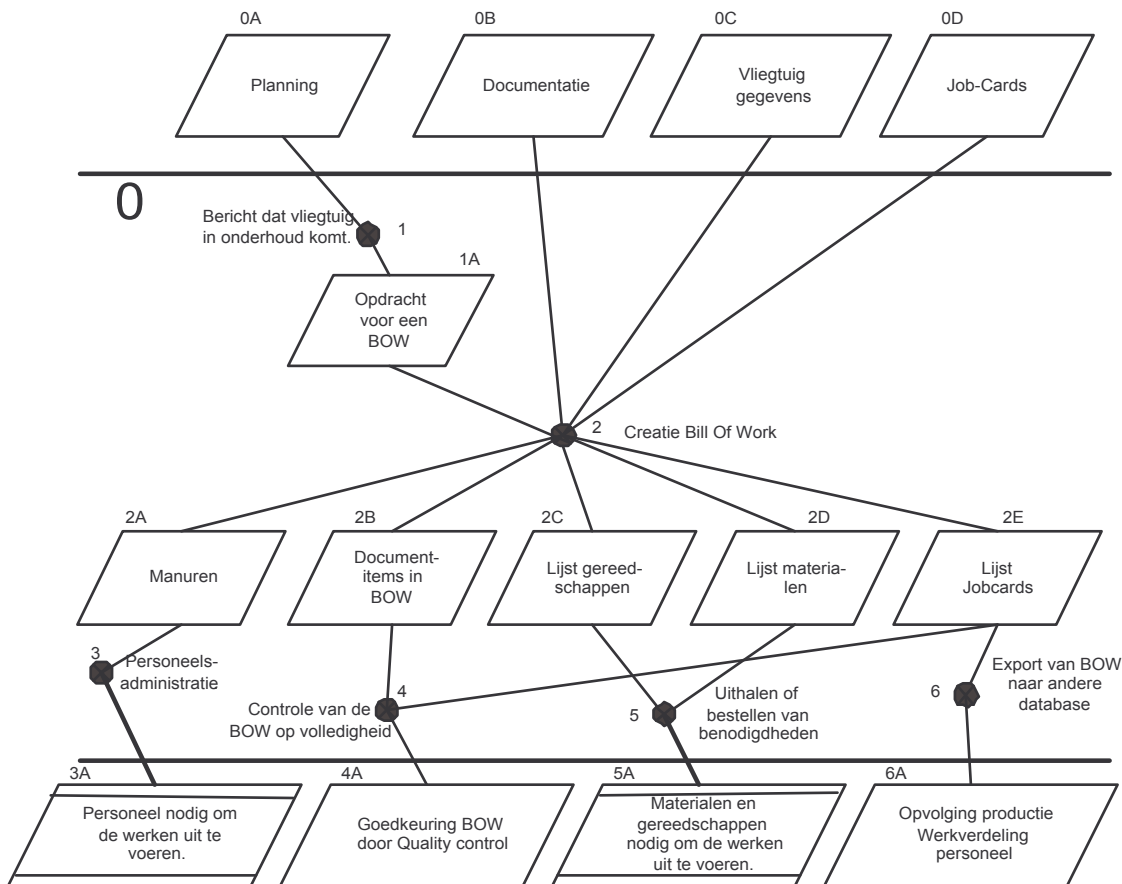 0A
0B
0C
0D
Planning
Documentatie
Vliegtuig
gegevens
Job-Cards
0
Bericht dat vliegtuig
in onderhoud komt.
1
1A
Opdracht
voor een
BOW
2
Creatie Bill Of Work
2A
2B
2C
2D
2E
Manuren
Document-
items in
BOW
Lijst gereed-
schappen
Lijst materia-
len
Lijst
Jobcards
3
Personeels-
administratie
4
Controle van de
BOW op volledigheid
5
Uithalen of
bestellen van
benodigdheden
6
Export van BOW
naar andere
database
3A
4A
5A
6A
Personeel nodig om
de werken uit te
voeren.
Goedkeuring BOW
door Quality control
Materialen en
gereedschappen
nodig om de werken
uit te voeren.
Opvolging productie
Werkverdeling
personeel